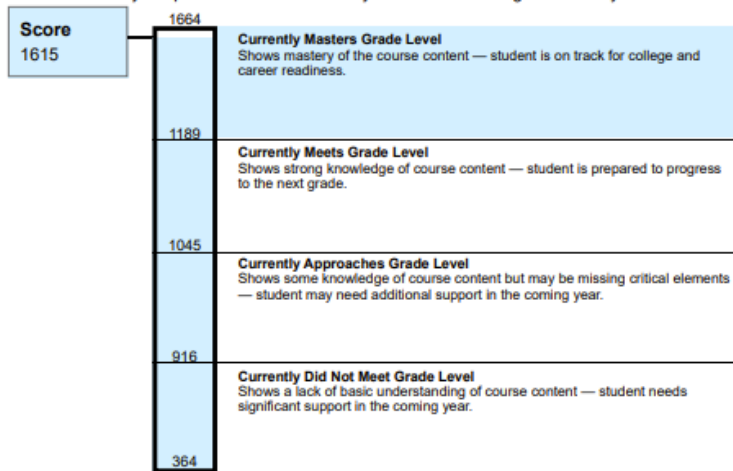 Score
1615
1664
Currently Masters Grade Level
Shows mastery of the course content — student is on track for college and
career readiness.
1189
Currently Meets Grade Level
Shows strong knowledge of course content — student is prepared to progress
to the next grade.
1045
Currently Approaches Grade Level
Shows some knowledge of course content but may be missing critical elements
— student may need additional support in the coming year.
916
Currently Did Not Meet Grade Level
Shows a lack of basic understanding of course content — student needs
significant support in the coming year.
364